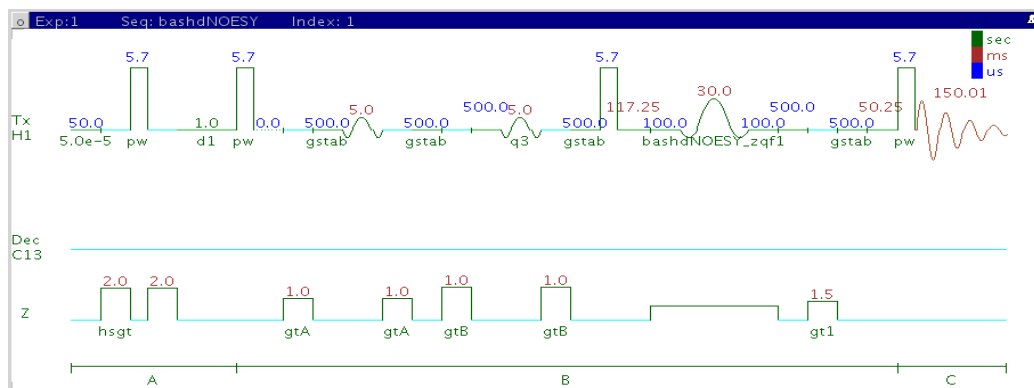 Exp:1 Seq: bashdNOESY Index: 1
sec
ms
us
5.7 5.7 5.7 5.7
30.0 150.01
Tx
H1
50.0 1.0 0.0 500.0 5.0 500.0 500.0 5.0 500.0 117.25 100.0 100.0 500.0 500.0 50.25
5.0e-5 pw d1 pw gstab gstab q3 gstab bashdNOESY_zqf1 gstab pw
Dec
C13
2.0 2.0 1.0 1.0 1.0 1.0 1.5
Z
hsgt gtA gtA gtB gtB gt1
A B C